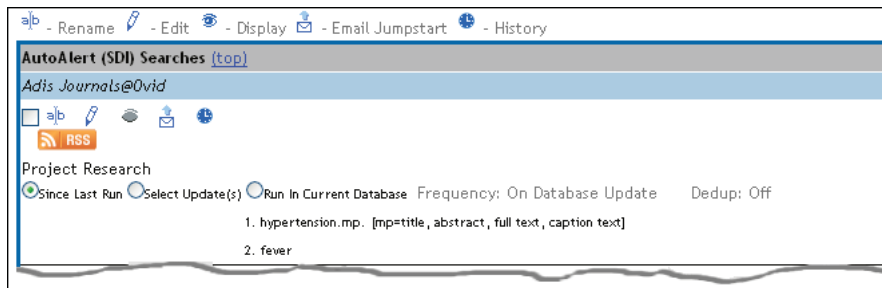 a|b - Rename - Edit - Display - Email Jumpstart - History
AutoAlert (SDI) Searches (top)
Adis Journals@Ovid
a|b
RSS
Project Research
Since Last Run Select Update(s) Run In Current Database Frequency: On Database Update Dedup: Off
1. hypertension.mp. [mp=title, abstract, full text, caption text]
2. fever